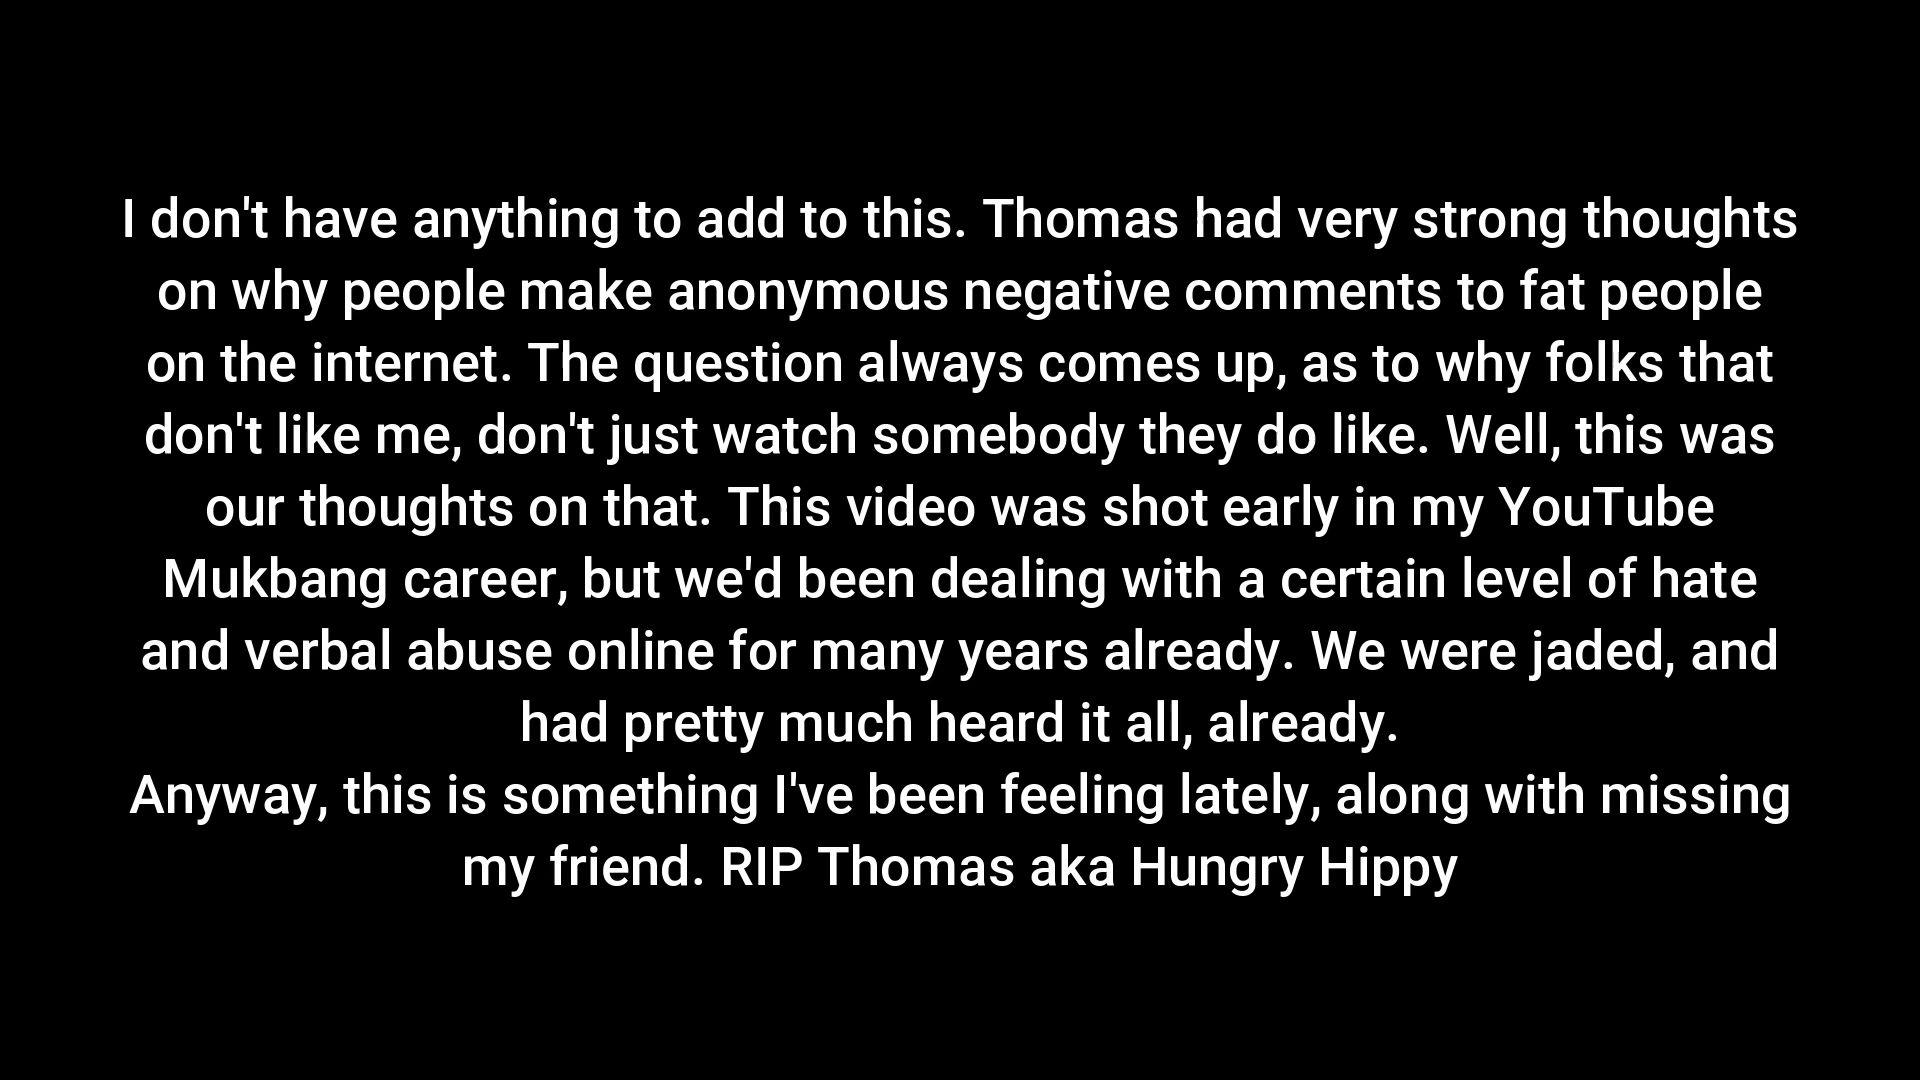 I don't have anything to add to this. Thomas had very strong thoughts
on why people make anonymous negative comments to fat people
on the internet. The question always comes up, as to why folks that
don't like me, don't just watch somebody they do like. Well, this was
our thoughts on that. This video was shot early in my YouTube
Mukbang career, but we'd been dealing with a certain level of hate
and verbal abuse online for many years already. We were jaded, and
had pretty much heard it all, already.
Anyway, this is something I've been feeling lately, along with missing
my friend. RIP Thomas aka Hungry Hippy